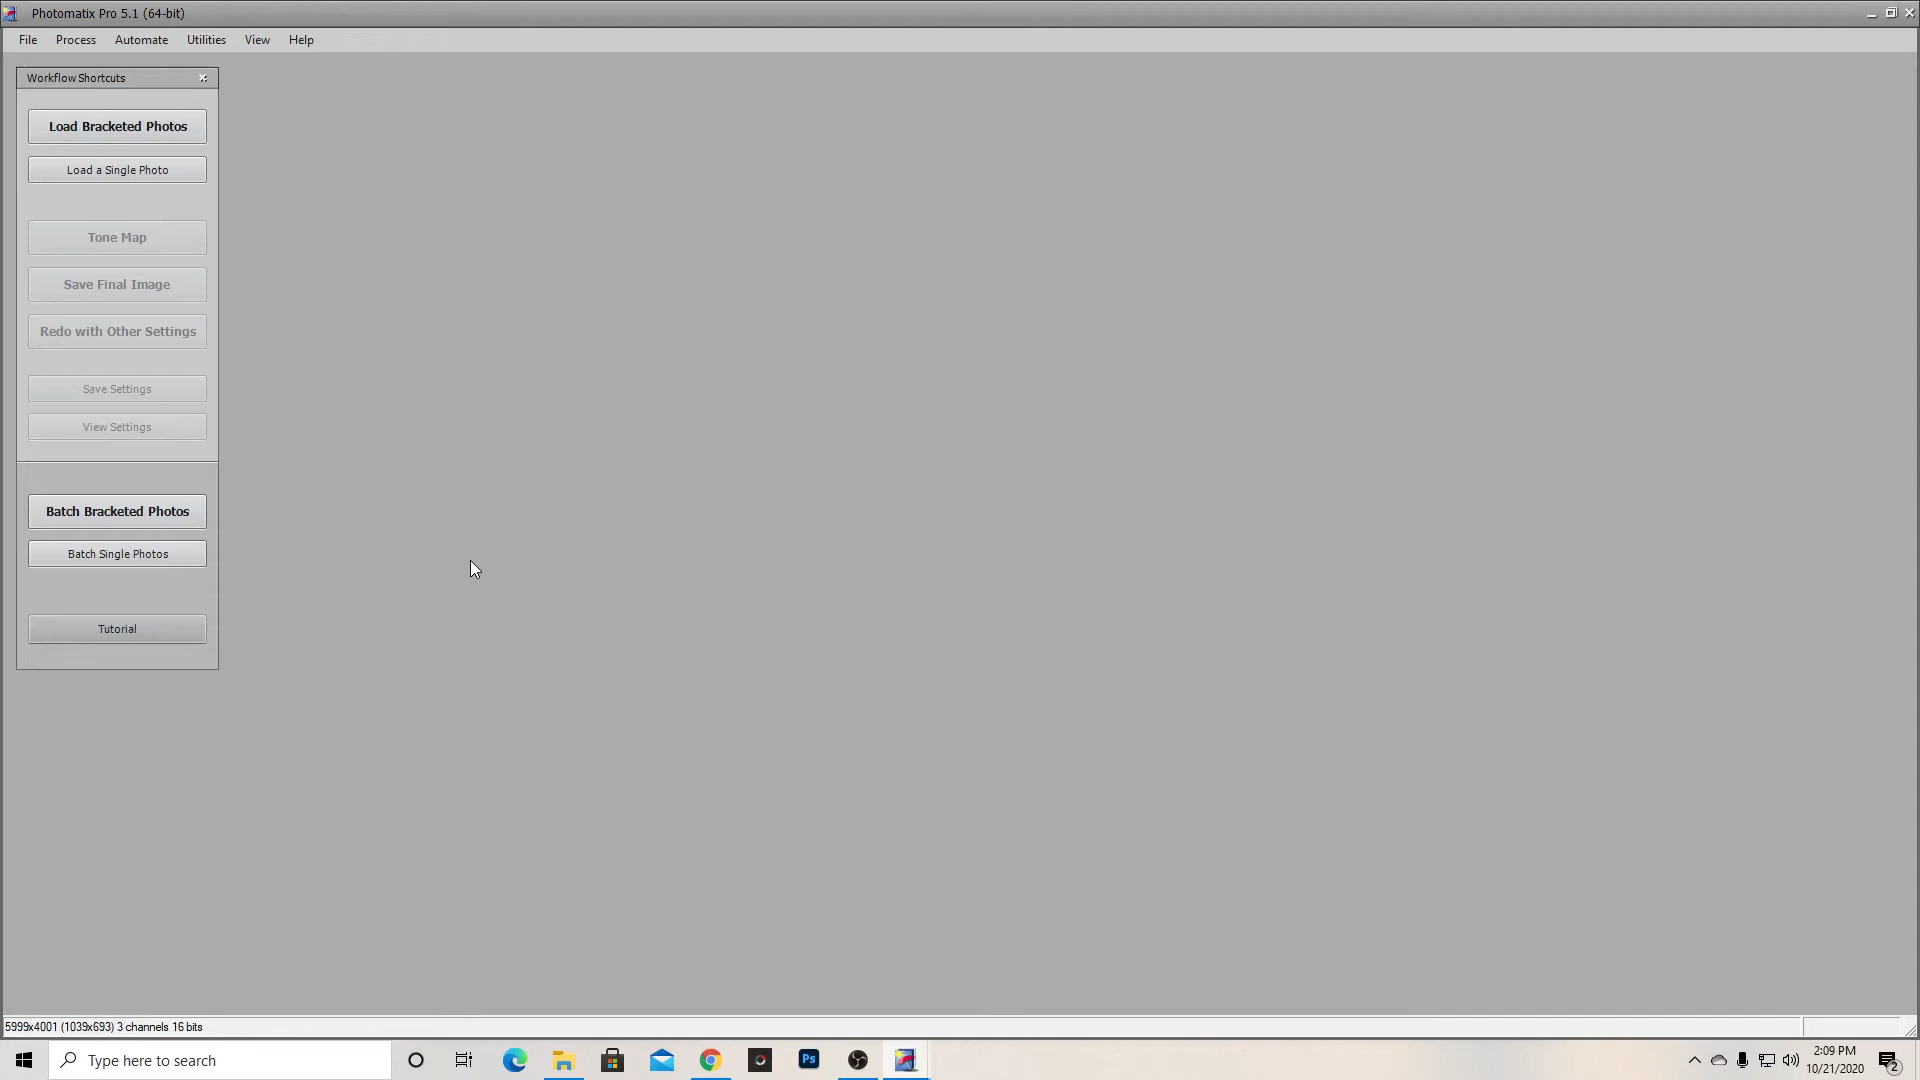 Photomatix Pro 5.1 (64-bit)
File Process Automate Utilities View Help
Workflow Shortcuts
Load Bracketed Photos
Load a Single Photo
Tone Map
Save Final Image
Redo with Other Settings
Save Settings
View Settings
Batch Bracketed Photos
Batch Single Photos
Tutorial
5999x4001 (1039x693) 3 channels 16 bits
Type here to search
Ps
2:09 PM
10/21/2020
2